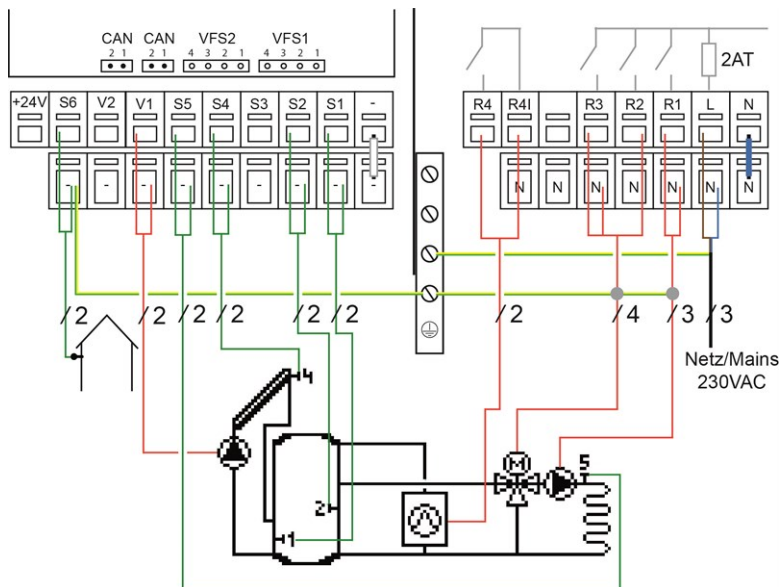 CAN CAN VFS2 VFS1
2 1 2 1 4 3 2 1 4 3 2 1
2AT
+24V S6 V2 V1 S5 S4 S3 S2 S1 - R4 R4I R3 R2 R1 L N
- - - - - - - - - N N N N N N
/2 /2 /2 /2 /2 /2 /2 /4 /3 /3
Netz/Mains
230VAC
4
M
5
2
1